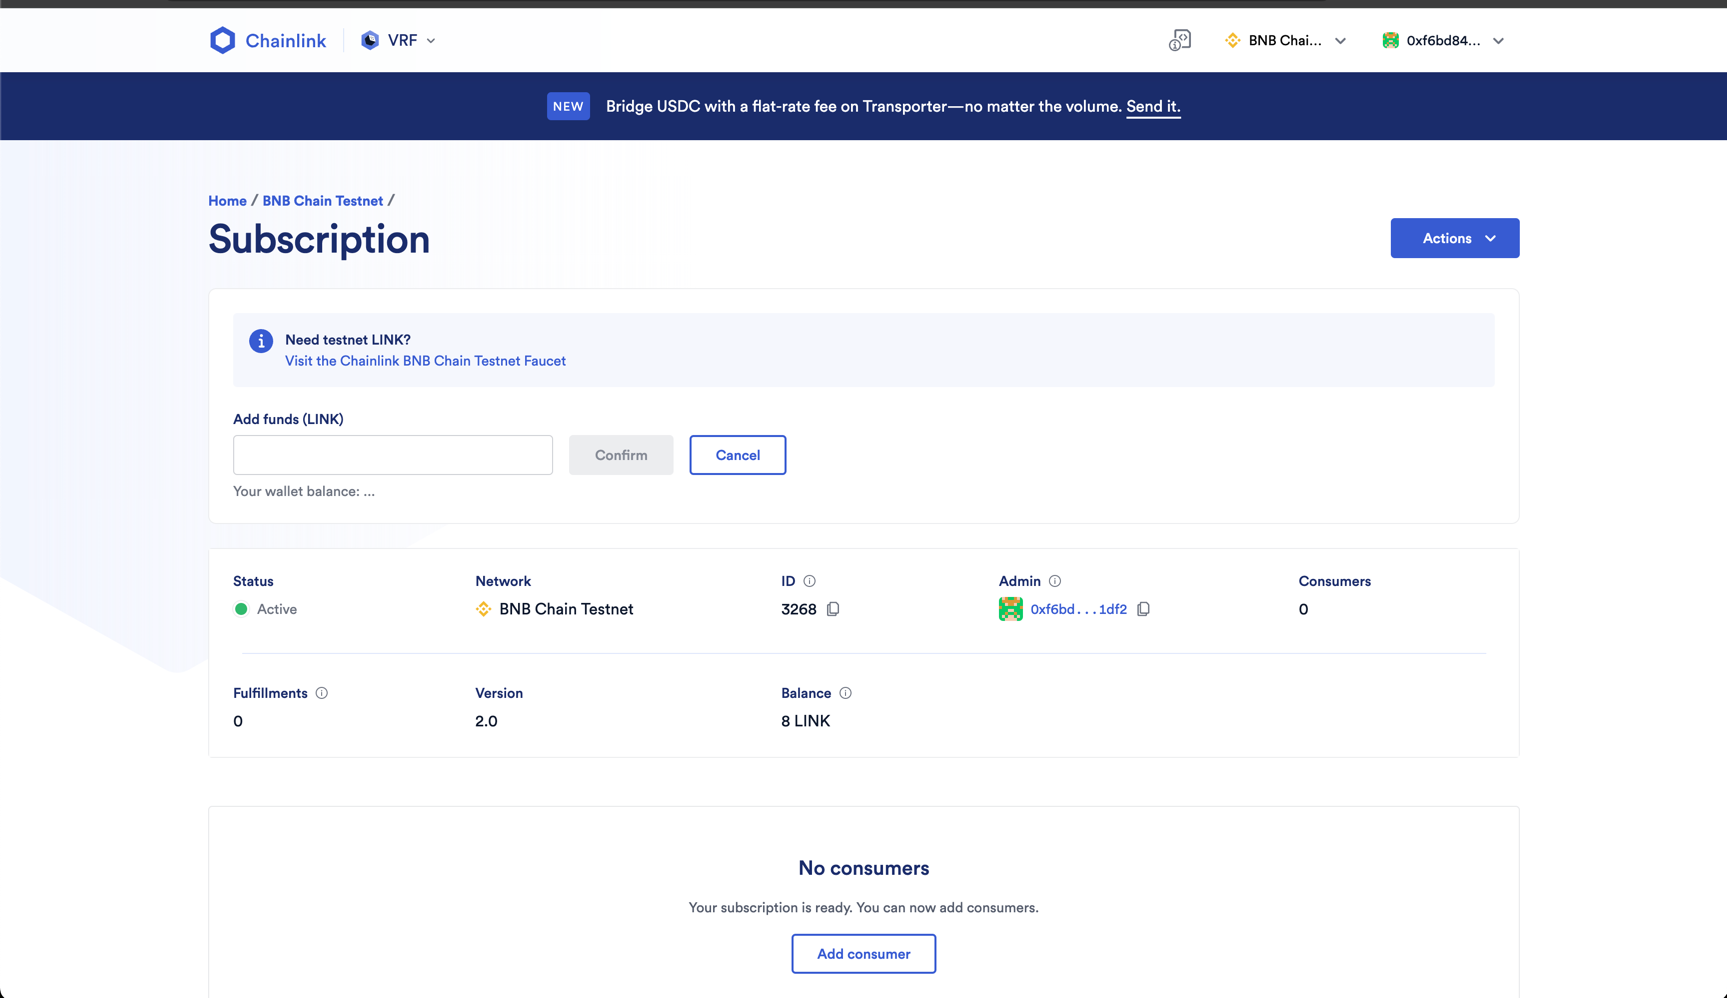 Chainlink VRF BNB Chai... 0xf6bd84...
NEW Bridge USDC with a flat-rate fee on Transporter—no matter the volume. Send it.
Home / BNB Chain Testnet /
Subscription
Actions
Need testnet LINK?
Visit the Chainlink BNB Chain Testnet Faucet
Add funds (LINK)
Confirm Cancel
Your wallet balance: ...
Status Network ID Admin Consumers
Active BNB Chain Testnet 3268 0xf6bd...1df2 0
Fulfillments Version Balance
0 2.0 8 LINK
No consumers
Your subscription is ready. You can now add consumers.
Add consumer